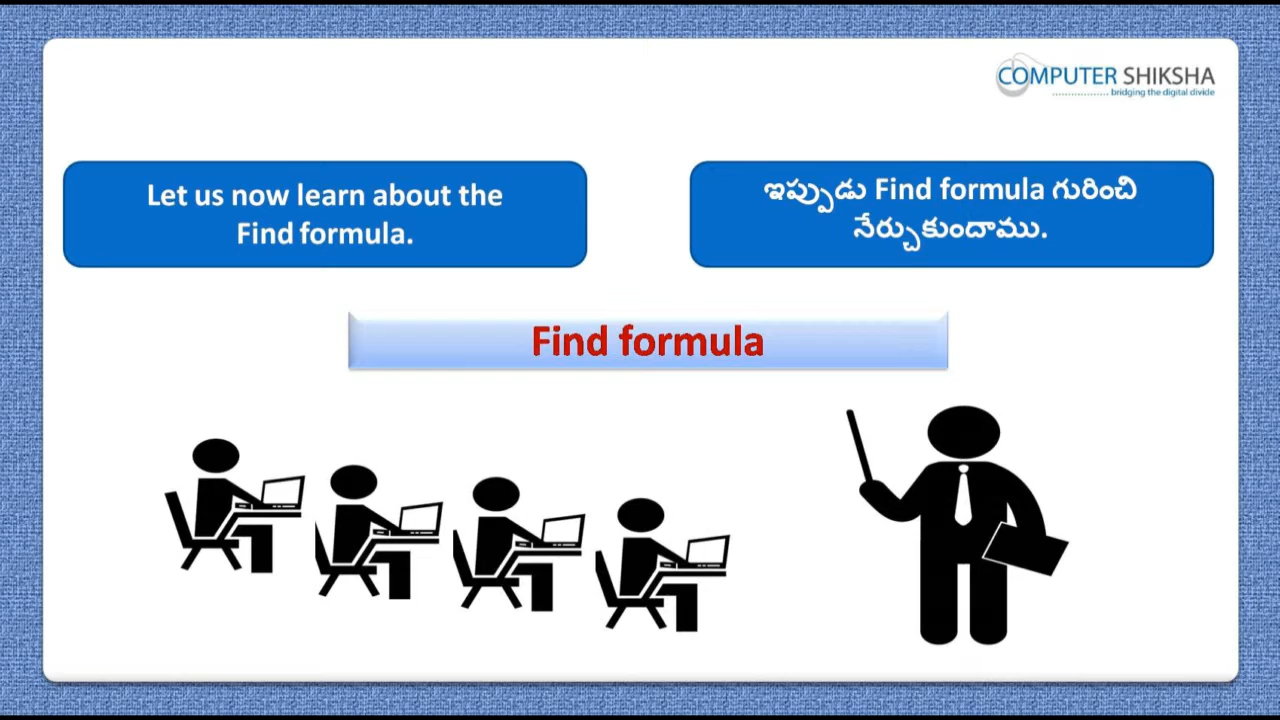 COMPUTER SHIKSHA
.................. bridging the digital divide
Let us now learn about the
Find formula.
ఇప్పుడు Find formula గురించి
నేర్చుకుందాము.
Find formula